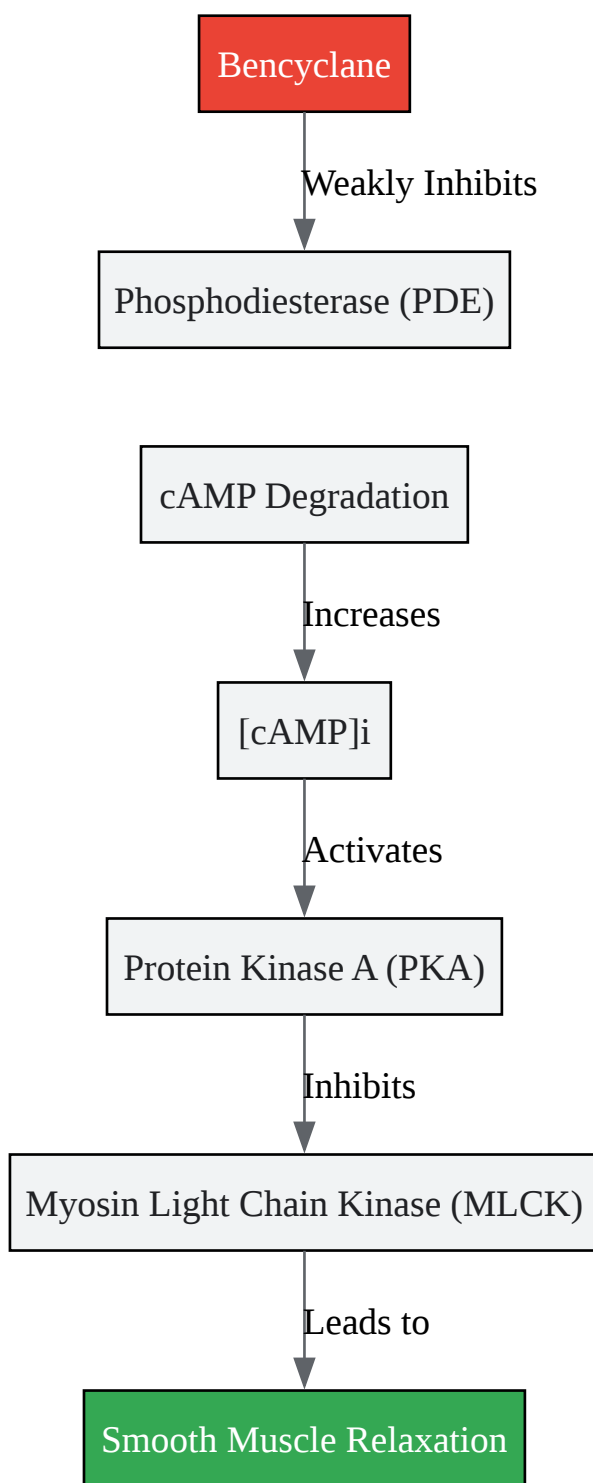 Bencyclane
Weakly Inhibits
Phosphodiesterase (PDE)
cAMP Degradation
Increases
[cAMP]i
Activates
Protein Kinase A (PKA)
Inhibits
Myosin Light Chain Kinase (MLCK)
Leads to
Smooth Muscle Relaxation